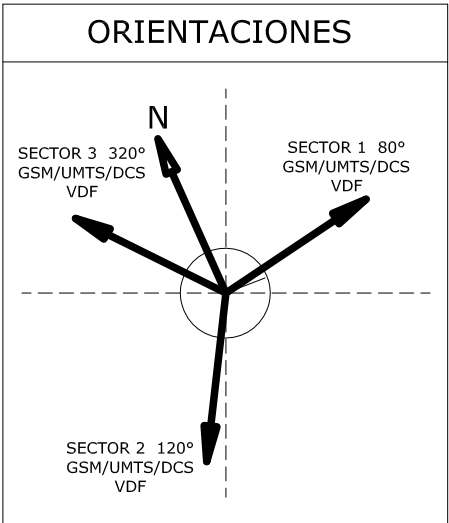 ORIENTACIONES
N
SECTOR 3 320°
GSM/UMTS/DCS
VDF
SECTOR 1 80°
GSM/UMTS/DCS
VDF
SECTOR 2 120°
GSM/UMTS/DCS
VDF